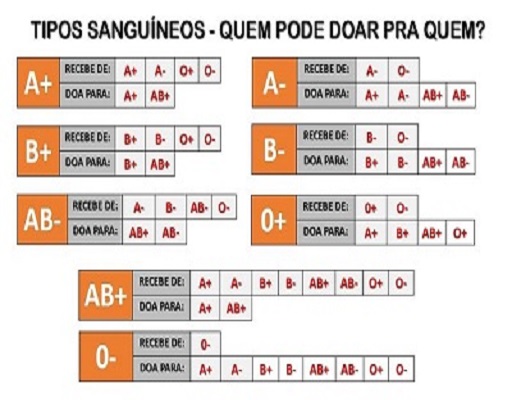 TIPOS SANGUÍNEOS - QUEM PODE DOAR PRA QUEM?
A+
RECEBE DE: A+ A- O+ O-
DOA PARA: A+ AB+
A-
RECEBE DE: A- O-
DOA PARA: A+ A- AB+ AB-
B+
RECEBE DE: B+ B- O+ O-
DOA PARA: B+ AB+
B-
RECEBE DE: B- O-
DOA PARA: B+ B- AB+ AB-
AB-
RECEBE DE: A- B- AB- O-
DOA PARA: AB+ AB-
O+
RECEBE DE: O+ O-
DOA PARA: A+ B+ AB+ O+
AB+
RECEBE DE: A+ A- B+ B- AB+ AB- O+ O-
DOA PARA: A+ AB+
O-
RECEBE DE: O-
DOA PARA: A+ A- B+ B- AB+ AB- O+ O-